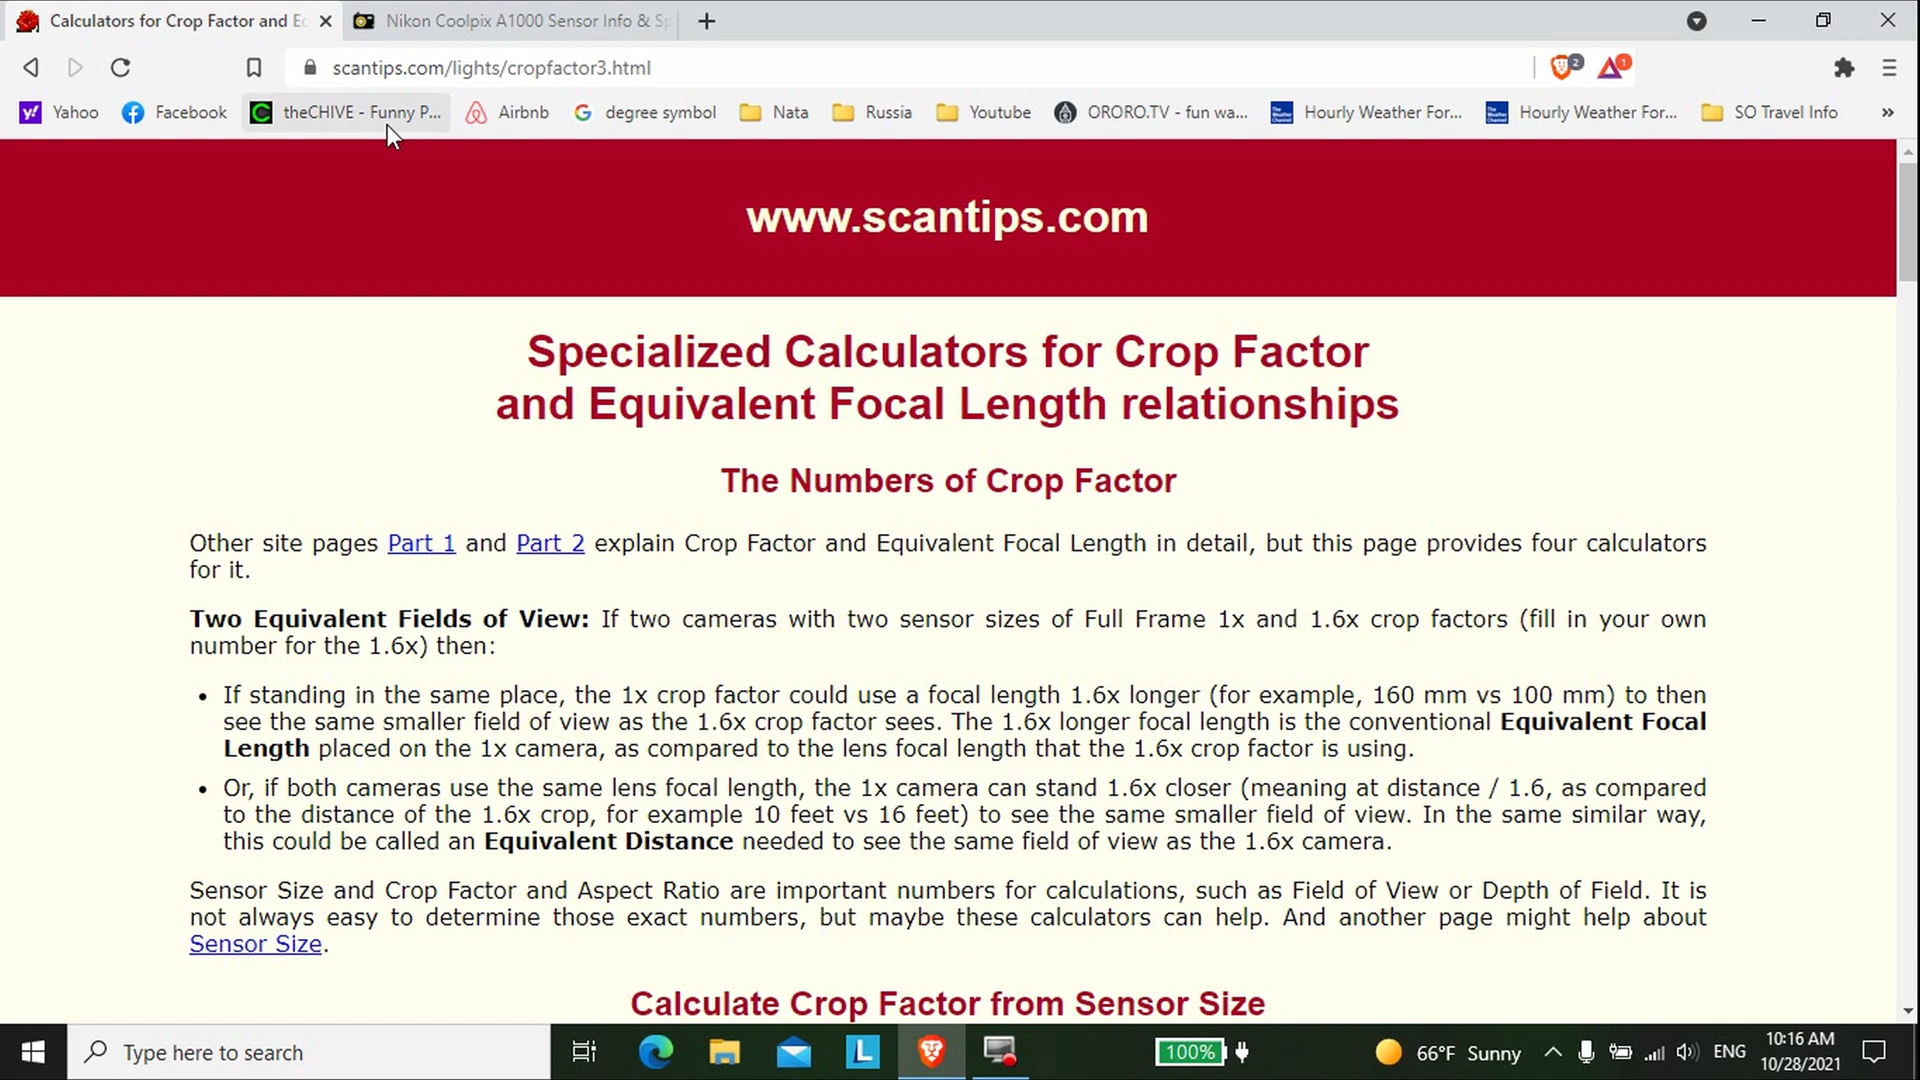 Calculators for Crop Factor and E
Nikon Coolpix A1000 Sensor Info & Sp
scantips.com/lights/cropfactor3.html
2
1
Yahoo
Facebook
theCHIVE - Funny P...
Airbnb
degree symbol
Nata
Russia
Youtube
ORORO.TV - fun wa...
Hourly Weather For...
Hourly Weather For...
SO Travel Info
»
www.scantips.com
Specialized Calculators for Crop Factor
and Equivalent Focal Length relationships
The Numbers of Crop Factor
Other site pages Part 1 and Part 2 explain Crop Factor and Equivalent Focal Length in detail, but this page provides four calculators
for it.
Two Equivalent Fields of View: If two cameras with two sensor sizes of Full Frame 1x and 1.6x crop factors (fill in your own
number for the 1.6x) then:
• If standing in the same place, the 1x crop factor could use a focal length 1.6x longer (for example, 160 mm vs 100 mm) to then
see the same smaller field of view as the 1.6x crop factor sees. The 1.6x longer focal length is the conventional Equivalent Focal
Length placed on the 1x camera, as compared to the lens focal length that the 1.6x crop factor is using.
• Or, if both cameras use the same lens focal length, the 1x camera can stand 1.6x closer (meaning at distance / 1.6, as compared
to the distance of the 1.6x crop, for example 10 feet vs 16 feet) to see the same smaller field of view. In the same similar way,
this could be called an Equivalent Distance needed to see the same field of view as the 1.6x camera.
Sensor Size and Crop Factor and Aspect Ratio are important numbers for calculations, such as Field of View or Depth of Field. It is
not always easy to determine those exact numbers, but maybe these calculators can help. And another page might help about
Sensor Size.
Calculate Crop Factor from Sensor Size
Type here to search
100%
66°F Sunny
ENG
10:16 AM
10/28/2021